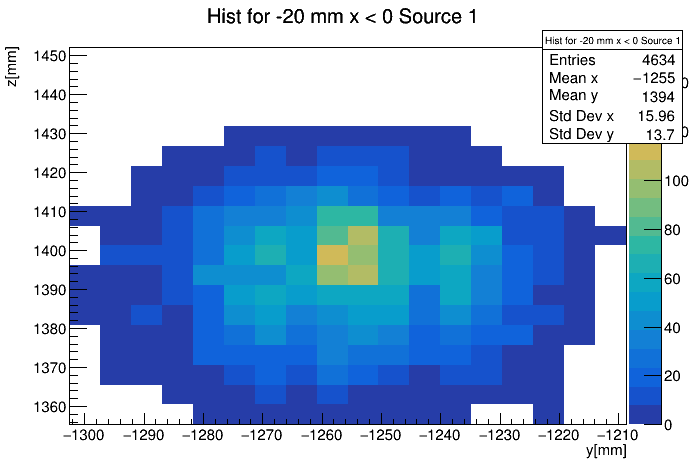 Hist for -20 mm x < 0 Source 1
z[mm]
Hist for -20 mm x < 0 Source 1
Entries 4634
Mean x −1255
Mean y 1394
Std Dev x 15.96
Std Dev y 13.7
1450
1440
1430
1420
1410
1400
1390
1380
1370
1360
100
80
60
40
20
0
−1300 −1290 −1280 −1270 −1260 −1250 −1240 −1230 −1220 −1210
y[mm]